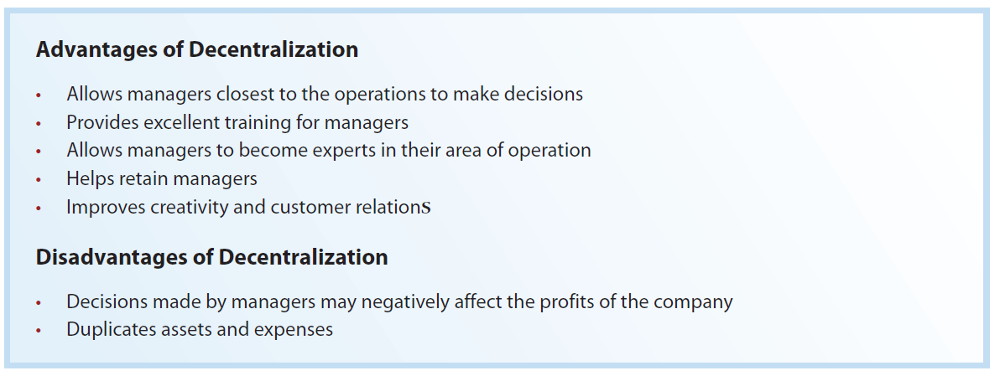 Advantages of Decentralization
• Allows managers closest to the operations to make decisions
• Provides excellent training for managers
• Allows managers to become experts in their area of operation
• Helps retain managers
• Improves creativity and customer relations
Disadvantages of Decentralization
• Decisions made by managers may negatively affect the profits of the company
• Duplicates assets and expenses